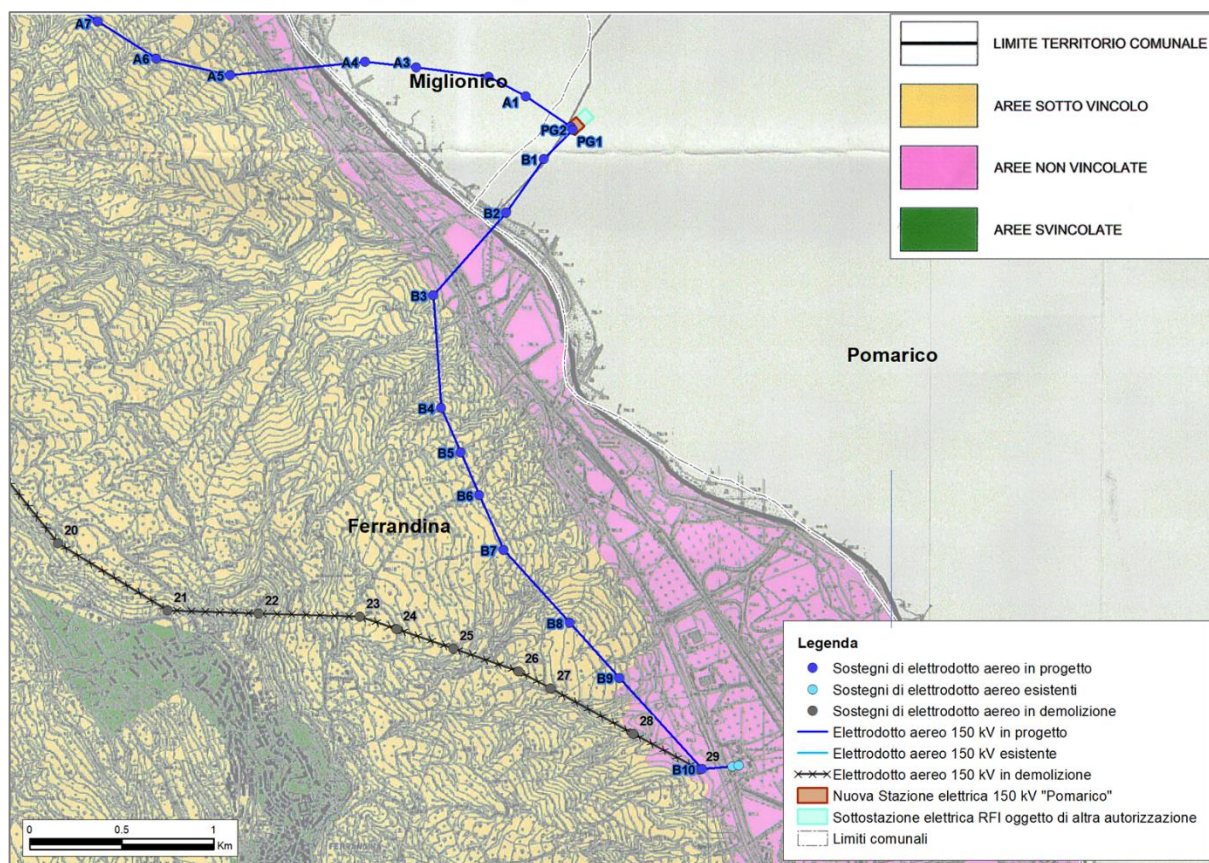 LIMITE TERRITORIO COMUNALE
AREE SOTTO VINCOLO
AREE NON VINCOLATE
AREE SVINCOLATE
A7
A6
A5
A4
A3
Miglionico
A1
PG2
PG1
B1
B2
B3
Pomarico
B4
B5
B6
Ferrandina
B7
20
21
22
23
24
25
26
27
28
29
B8
B9
B10
Legenda
Sostegni di elettrodotto aereo in progetto
Sostegni di elettrodotto aereo esistenti
Sostegni di elettrodotto aereo in demolizione
Elettrodotto aereo 150 kV in progetto
Elettrodotto aereo 150 kV esistente
Elettrodotto aereo 150 kV in demolizione
Nuova Stazione elettrica 150 kV "Pomarico"
Sottostazione elettrica RFI oggetto di altra autorizzazione
Limiti comunali
0 0.5 1
Km
FERRANDINA